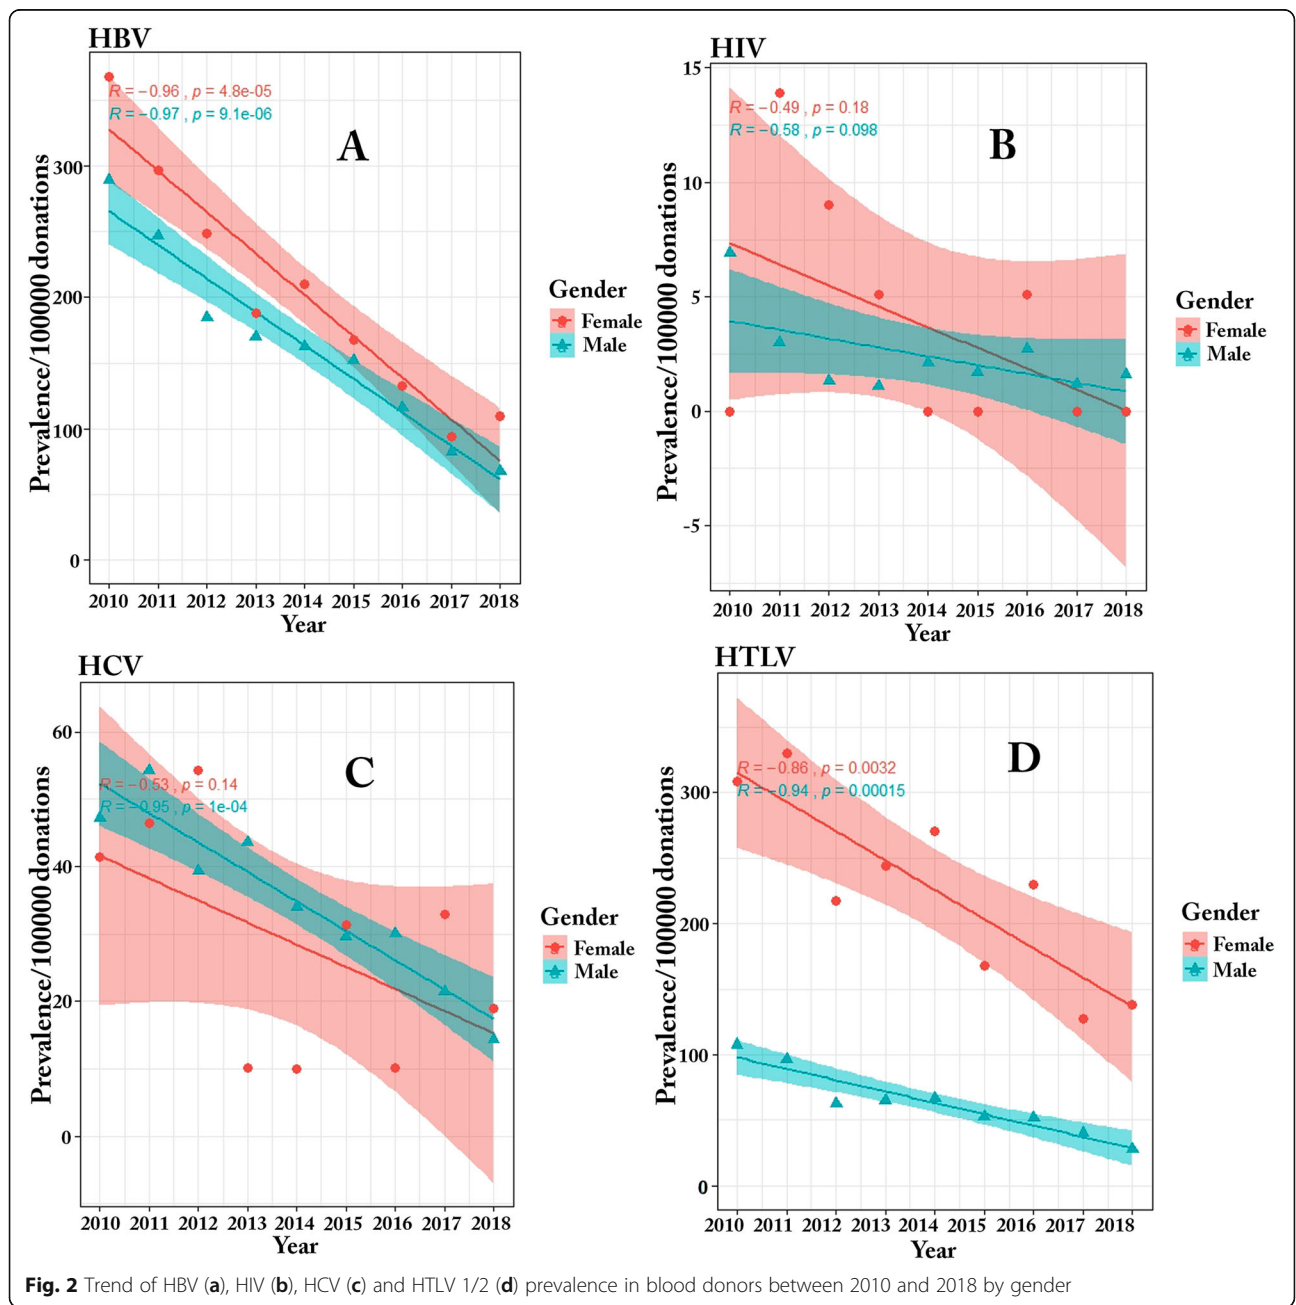 HBV
R = −0.96 , p = 4.8e-05
R = −0.97 , p = 9.1e-06
A
Prevalence/100000 donations
300
200
100
0
2010 2011 2012 2013 2014 2015 2016 2017 2018
Year
Gender
Female
Male
HIV
R = −0.49 , p = 0.18
R = −0.58 , p = 0.098
B
Prevalence/100000 donations
15
10
5
0
-5
2010 2011 2012 2013 2014 2015 2016 2017 2018
Year
Gender
Female
Male
HCV
R = −0.53 , p = 0.14
R = −0.95 , p = 1e-04
C
Prevalence/100000 donations
60
40
20
0
2010 2011 2012 2013 2014 2015 2016 2017 2018
Year
Gender
Female
Male
HTLV
R = −0.86 , p = 0.0032
R = −0.94 , p = 0.00015
D
Prevalence/100000 donations
300
200
100
0
2010 2011 2012 2013 2014 2015 2016 2017 2018
Year
Gender
Female
Male
Fig. 2 Trend of HBV (a), HIV (b), HCV (c) and HTLV 1/2 (d) prevalence in blood donors between 2010 and 2018 by gender